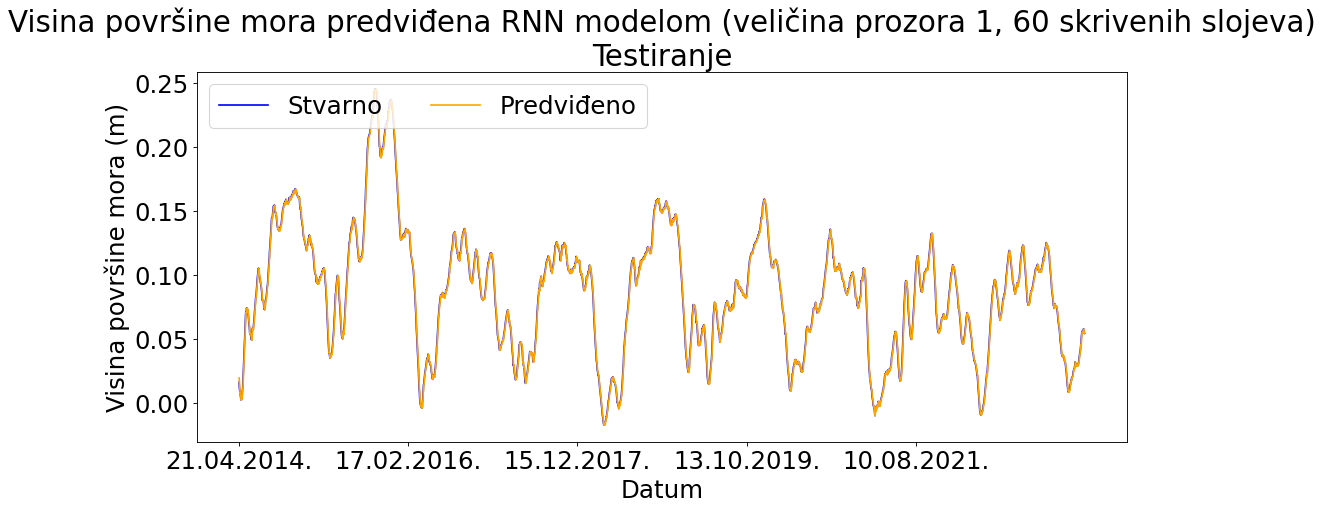 Visina površine mora predviđena RNN modelom (veličina prozora 1, 60 skrivenih slojeva)
Testiranje
Stvarno Predviđeno
Visina površine mora (m)
0.25
0.20
0.15
0.10
0.05
0.00
21.04.2014. 17.02.2016. 15.12.2017. 13.10.2019. 10.08.2021.
Datum